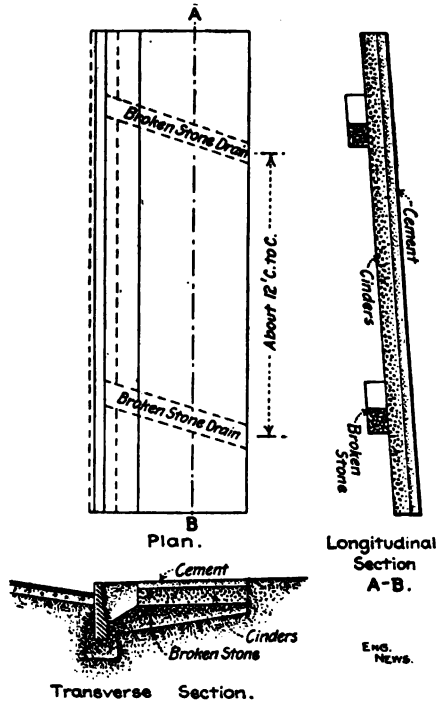 A
Broken Stone Drain
About 12' C. to C.
Broken Stone Drain
B
Plan.
Cement
Cinders
Broken
Stone
Longitudinal
Section
A-B.
Cement
Cinders
Broken Stone
Transverse Section.
ENG.
NEWS.